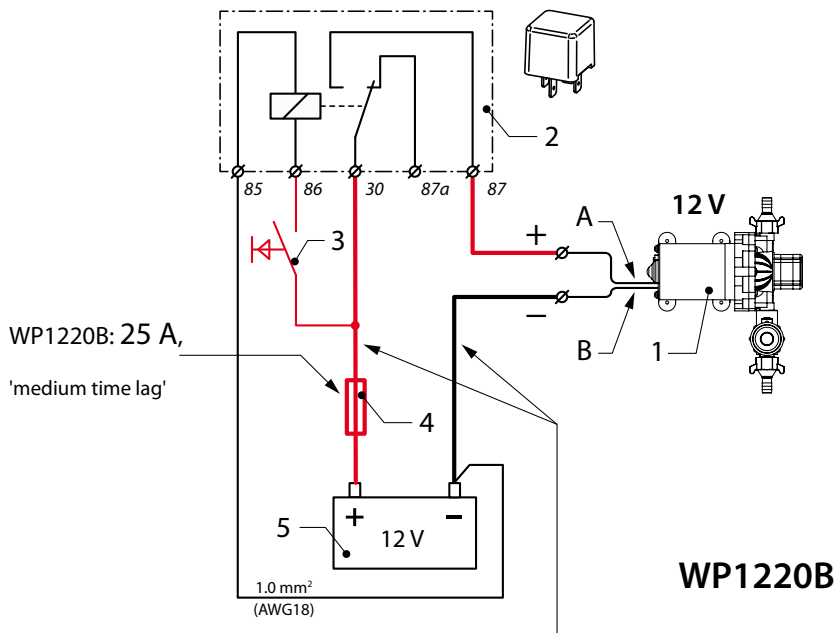 2
85
86
30
87a
87
3
+
−
A
B
12 V
1
WP1220B: 25 A,
'medium time lag'
4
5
+
−
12 V
1.0 mm²
(AWG18)
WP1220B